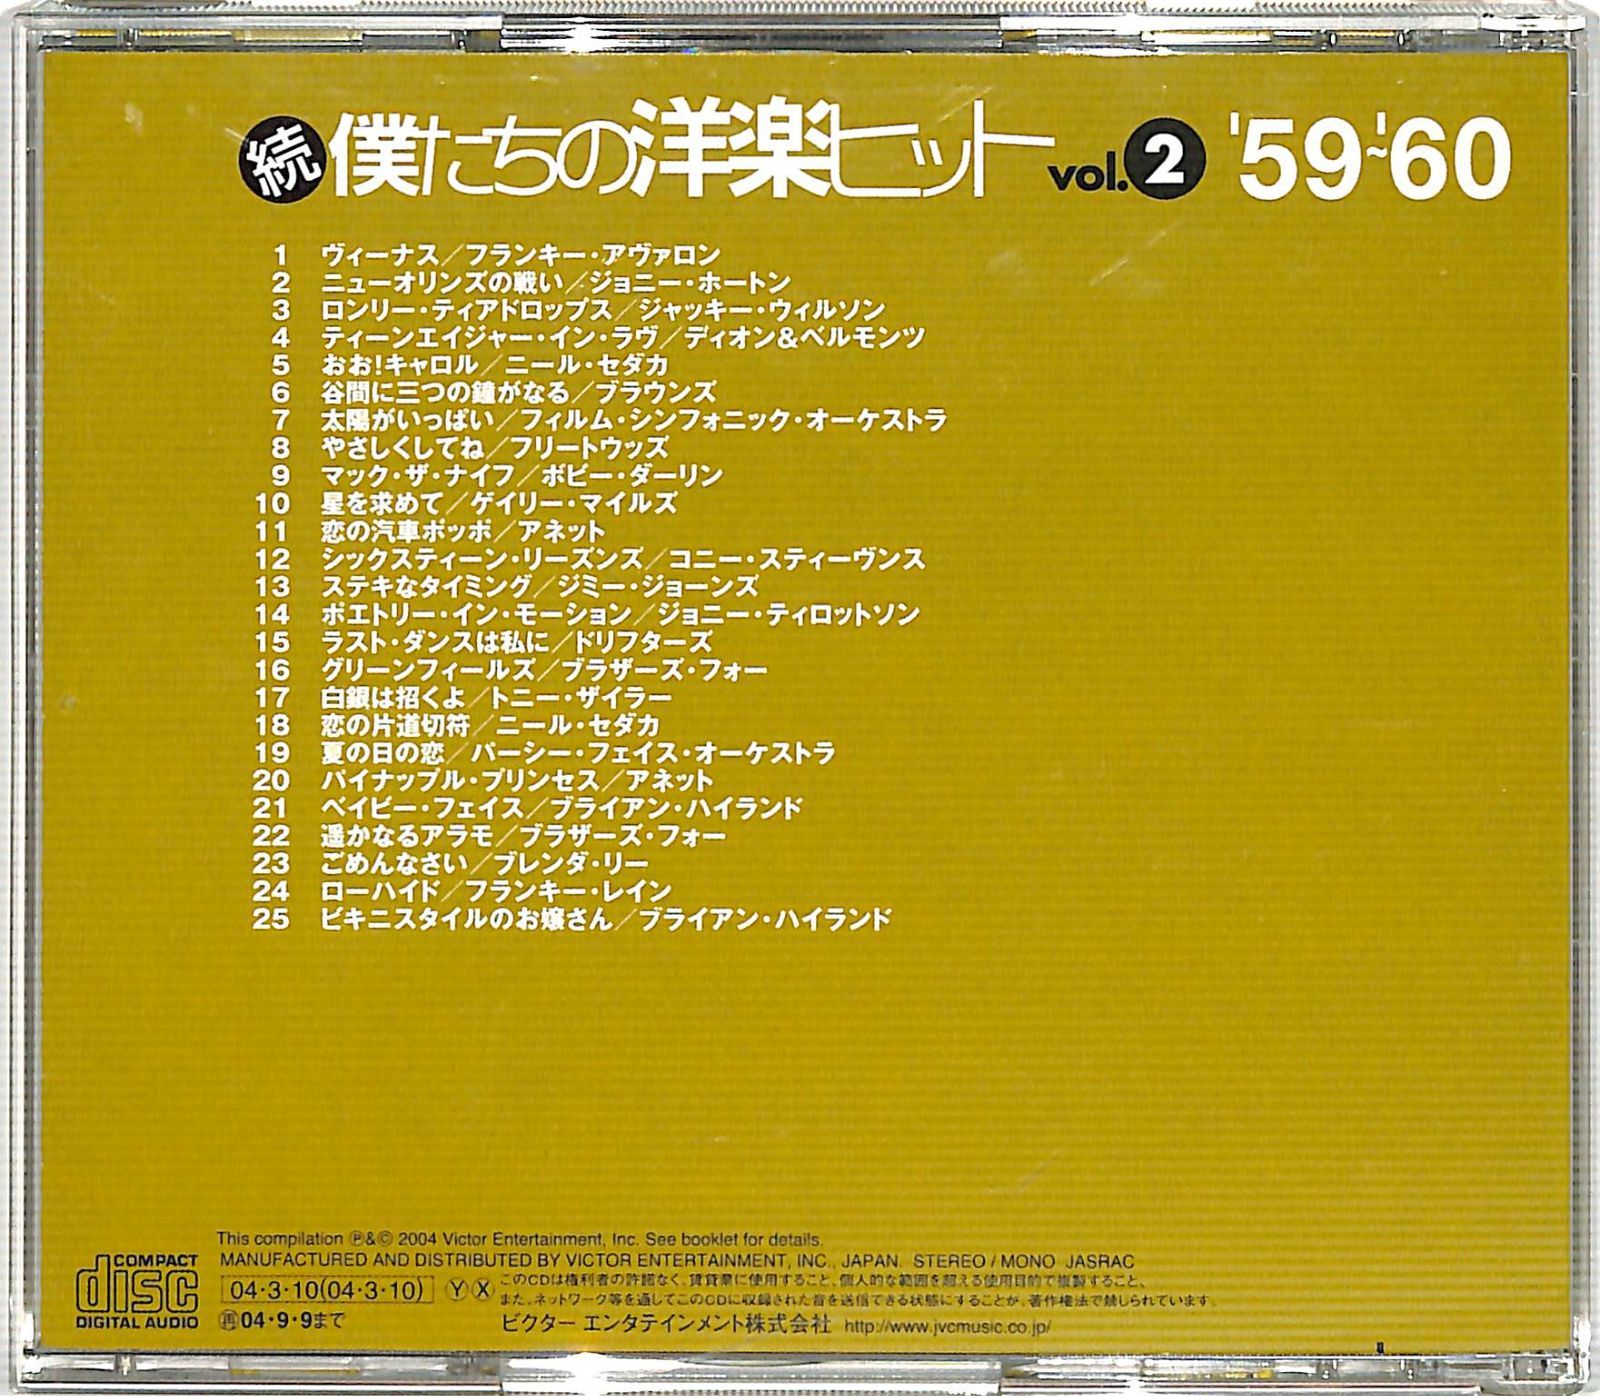 続 僕たちの洋楽ヒット vol.2 '59~'60
1 ヴィーナス/フランキー・アヴァロン
2 ニューオリンズの戦い/ジョニー・ホートン
3 ロンリー・ティアドロップス/ジャッキー・ウィルソン
4 ティーンエイジャー・イン・ラヴ/ディオン&ベルモンツ
5 おお!キャロル/ニール・セダカ
6 谷間に三つの鐘がなる/ブラウンズ
7 太陽がいっぱい/フィルム・シンフォニック・オーケストラ
8 やさしくしてね/フリートウッズ
9 マック・ザ・ナイフ/ボビー・ダーリン
10 星を求めて/ゲイリー・マイルズ
11 恋の汽車ポッポ/アネット
12 シックスティーン・リーズンズ/コニー・スティーヴンス
13 ステキなタイミング/ジミー・ジョーンズ
14 ポエトリー・イン・モーション/ジョニー・ティロットソン
15 ラスト・ダンスは私に/ドリフターズ
16 グリーンフィールズ/ブラザーズ・フォー
17 白銀は招くよ/トニー・ザイラー
18 恋の片道切符/ニール・セダカ
19 夏の日の恋/パーシー・フェイス・オーケストラ
20 パイナップル・プリンセス/アネット
21 ベイビー・フェイス/ブライアン・ハイランド
22 遥かなるアラモ/ブラザーズ・フォー
23 ごめんなさい/ブレンダ・リー
24 ローハイド/フランキー・レイン
25 ビキニスタイルのお嬢さん/ブライアン・ハイランド
This compilation Ⓟ&© 2004 Victor Entertainment, Inc. See booklet for details.
MANUFACTURED AND DISTRIBUTED BY VICTOR ENTERTAINMENT, INC., JAPAN. STEREO / MONO JASRAC
COMPACT disc DIGITAL AUDIO
04・3・10(04・3・10) Ⓨ Ⓧ
このCDは権利者の許諾なく、賃貸業に使用すること、個人的な範囲を超える使用目的で複製すること、
また、ネットワーク等を通じてこのCDに収録された音を送信できる状態にすることが、著作権法で禁じられています。
再04・9・9まで
ビクター エンタテインメント株式会社 http://www.jvcmusic.co.jp/